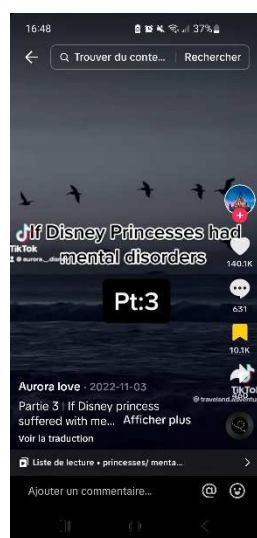 16:48
37%
Trouver du conte... Rechercher
If Disney Princesses had
mental disorders
TikTok
Pt:3
140.1K
631
10.1K
Aurora love · 2022-11-03
Partie 3 | If Disney princess
suffered with me... Afficher plus
Voir la traduction
TikTok
Liste de lecture • princesses/ menta...
Ajouter un commentaire...